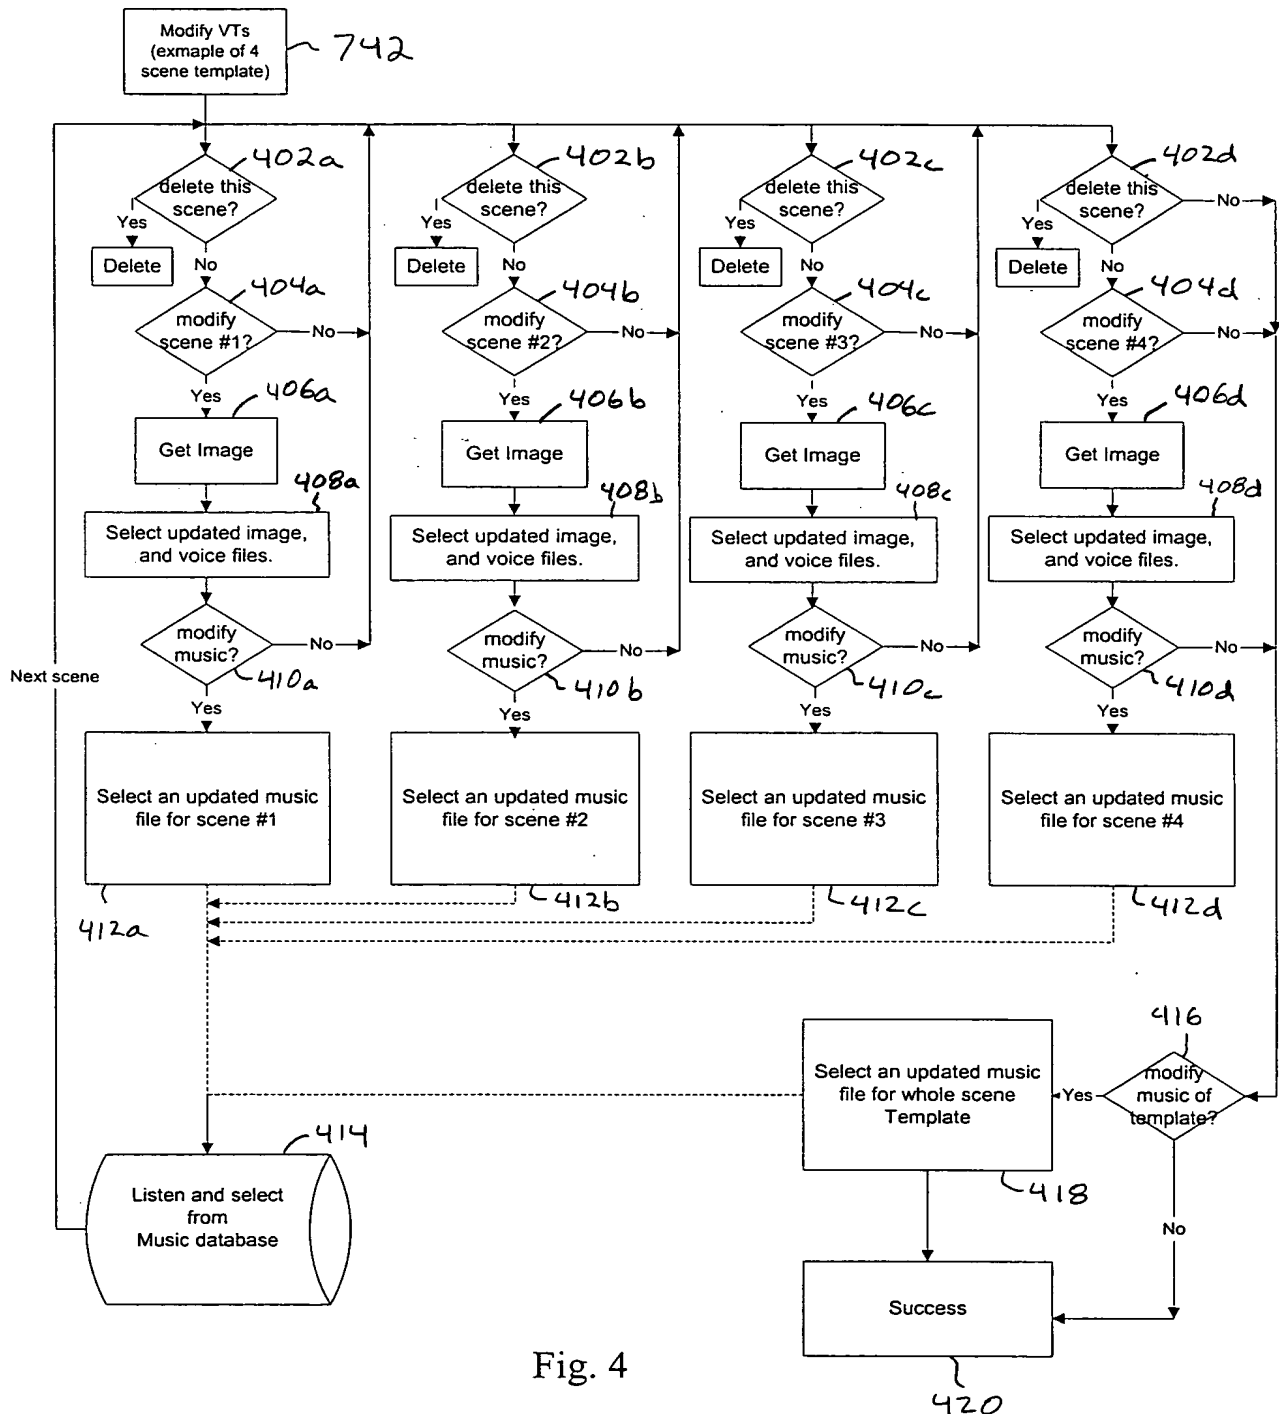 Modify VTs
(exmaple of 4
scene template)
742
402a
402b
402c
402d
delete this
scene?
delete this
scene?
delete this
scene?
delete this
scene?
No
Yes
Yes
Yes
Yes
Delete
No
Delete
No
Delete
No
Delete
No
404a
404b
404c
404d
modify
scene #1?
No
modify
scene #2?
No
modify
scene #3?
No
modify
scene #4?
No
Yes
Yes
Yes
Yes
406a
406b
406c
406d
Get Image
Get Image
Get Image
Get Image
408a
408b
408c
408d
Select updated image,
and voice files.
Select updated image,
and voice files.
Select updated image,
and voice files.
Select updated image,
and voice files.
modify
music?
No
modify
music?
No
modify
music?
No
modify
music?
No
Next scene
410a
410b
410c
410d
Yes
Yes
Yes
Yes
Select an updated music
file for scene #1
Select an updated music
file for scene #2
Select an updated music
file for scene #3
Select an updated music
file for scene #4
412a
412b
412c
412d
416
Select an updated music
file for whole scene
Template
Yes
modify
music of
template?
414
418
Listen and select
from
Music database
No
Success
Fig. 4
420